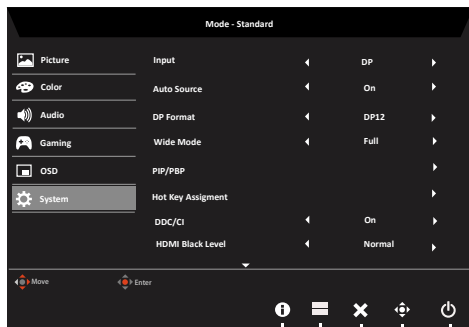 Mode - Standard
Picture
Color
Audio
Gaming
OSD
System
Input DP
Auto Source On
DP Format DP12
Wide Mode Full
PIP/PBP
Hot Key Assigment
DDC/CI On
HDMI Black Level Normal
Move Enter